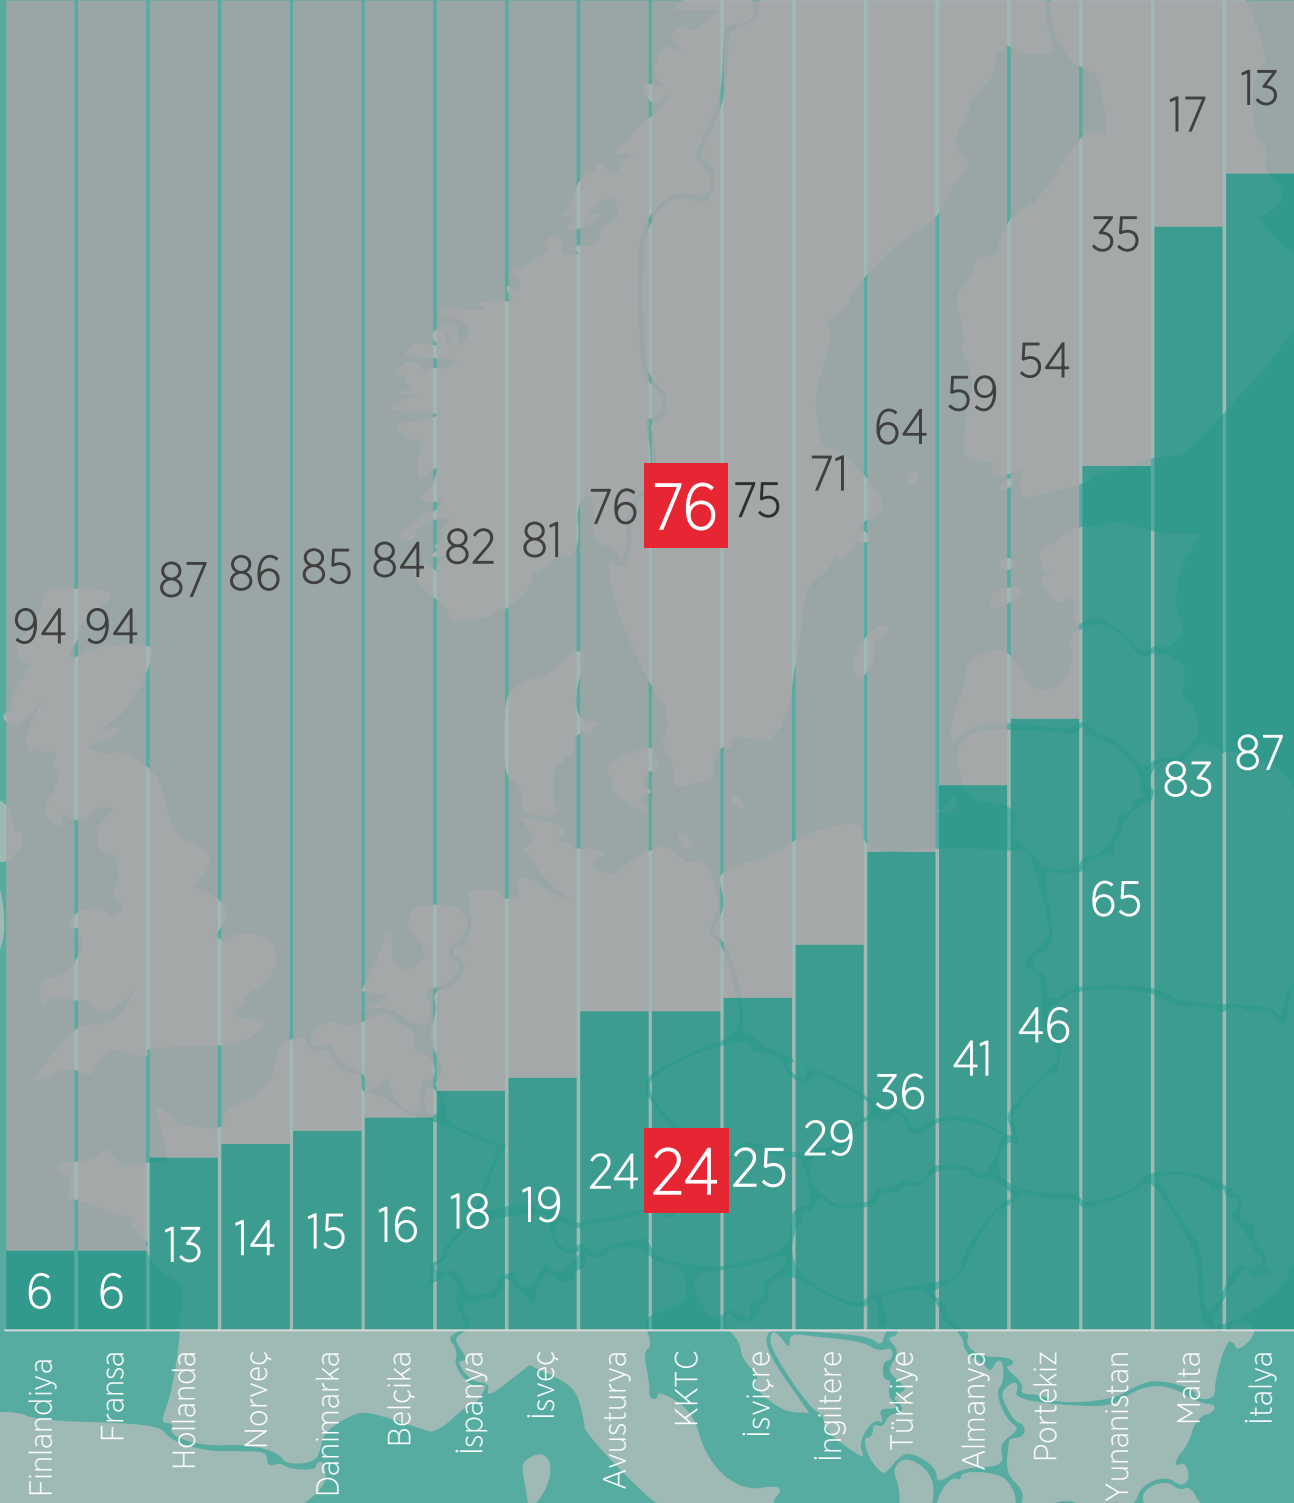 13
17
35
54
59
64
71
75
76
76
81
82
84
85
86
87
94
94
87
83
65
46
41
36
29
25
24
24
19
18
16
15
14
13
6
6
Finlandiya
Fransa
Hollanda
Norveç
Danimarka
Belçika
İspanya
İsveç
Avusturya
KKTC
İsviçre
İngiltere
Türkiye
Almanya
Portekiz
Yunanistan
Malta
İtalya